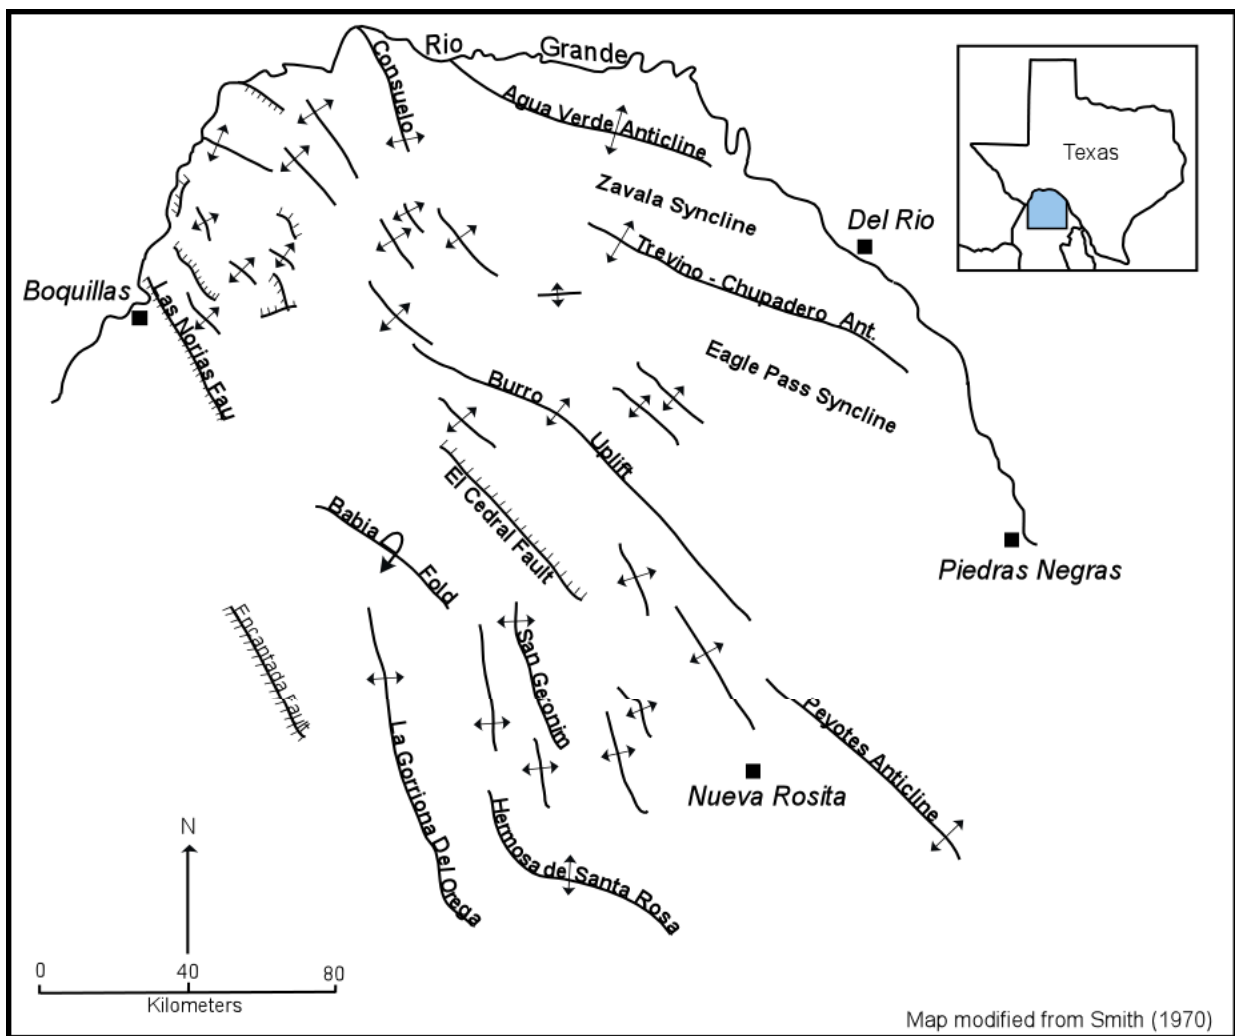 Rio
Grande
Consuelo
Agua Verde Anticline
Texas
Zavala Syncline
Del Rio
Trevino - Chupadero Ant.
Boquillas
Las Norias Fau
Eagle Pass Syncline
Burro
Uplift
El Cedral Fault
Babia
Fold
Piedras Negras
Encantada Fault
San Geronim
La Gorriona Del Orega
Peyotes Anticline
Nueva Rosita
Hermosa de Santa Rosa
N
0 40 80
Kilometers
Map modified from Smith (1970)